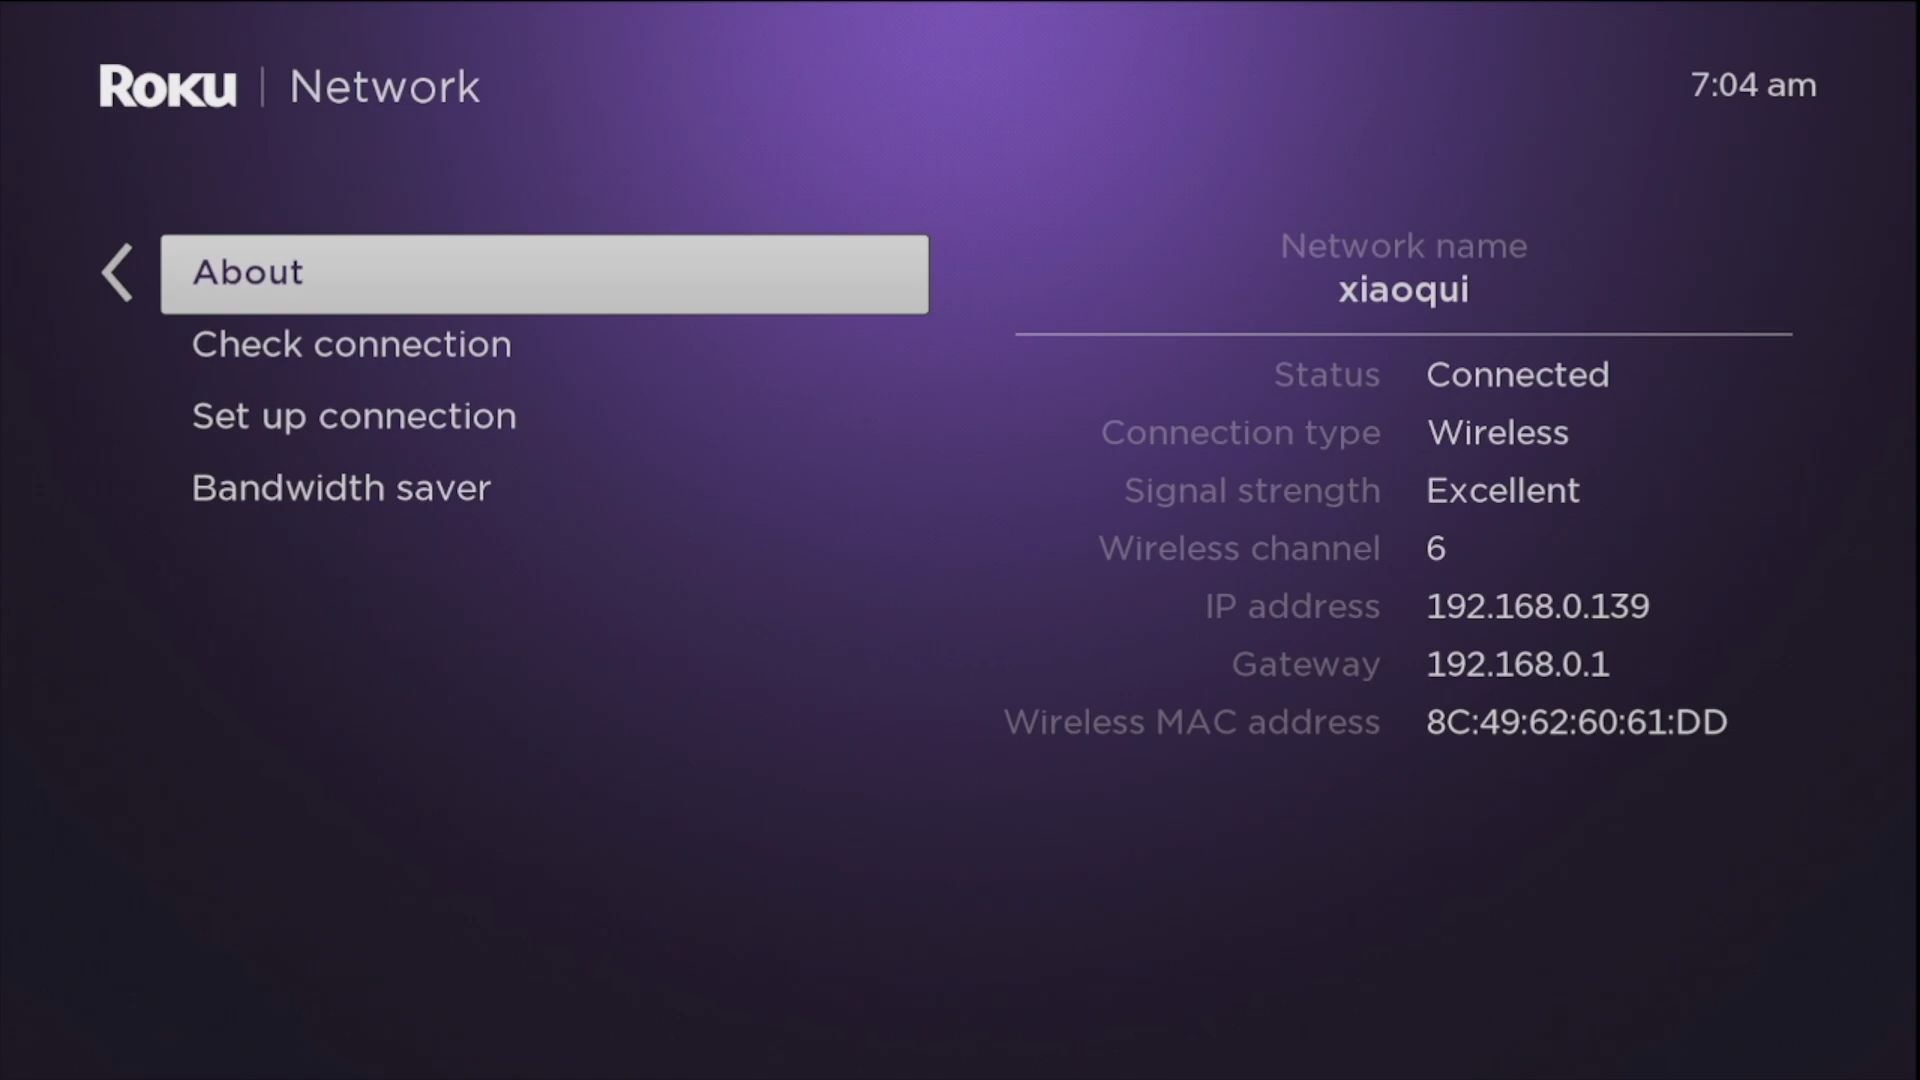 Roku | Network
7:04 am
About
Check connection
Set up connection
Bandwidth saver
Network name
xiaoqui
Status Connected
Connection type Wireless
Signal strength Excellent
Wireless channel 6
IP address 192.168.0.139
Gateway 192.168.0.1
Wireless MAC address 8C:49:62:60:61:DD